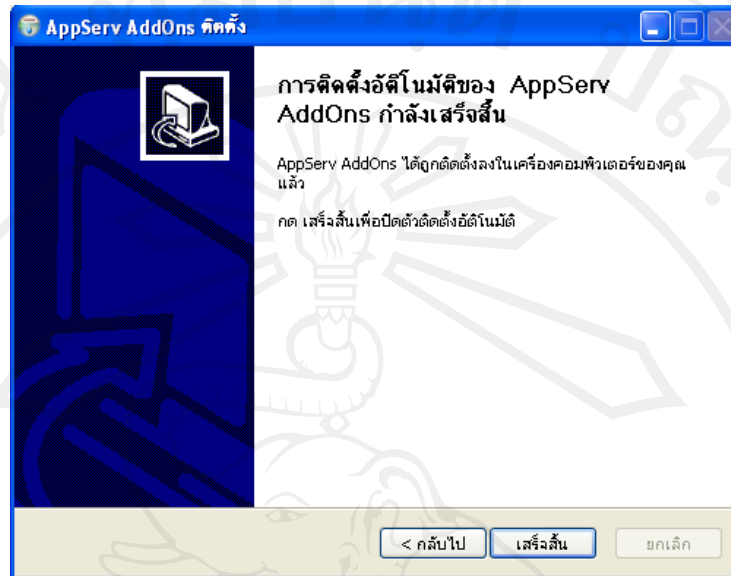 AppServ AddOns ติดตั้ง
การติดตั้งอัติโนมัติของ AppServ
AddOns กำลังเสร็จสิ้น
AppServ AddOns ได้ถูกติดตั้งลงในเครื่องคอมพิวเตอร์ของคุณ
แล้ว
กด เสร็จสิ้นเพื่อปิดตัวติดตั้งอัติโนมัติ
< กลับไป เสร็จสิ้น ยกเลิก